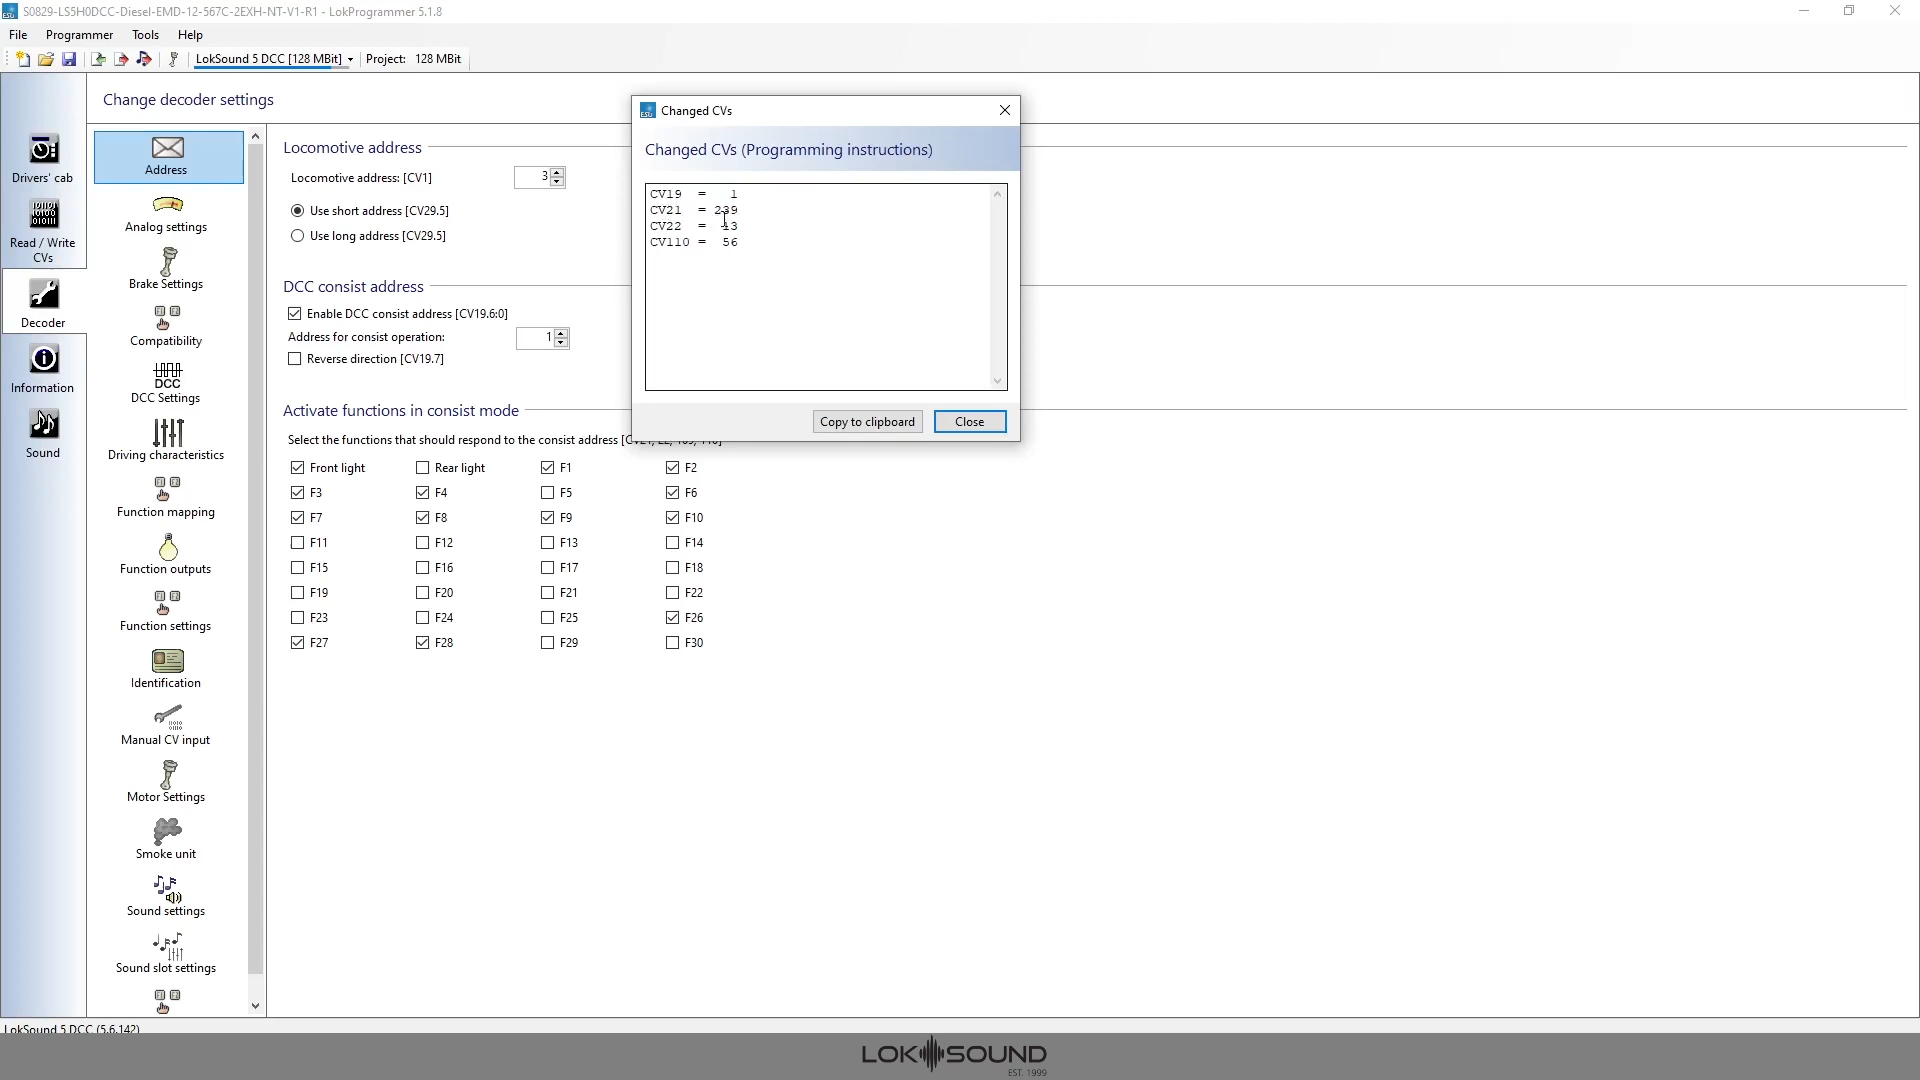 S0829-LS5H0DCC-Diesel-EMD-12-567C-2EXH-NT-V1-R1 - LokProgrammer 5.1.8
File Programmer Tools Help
LokSound 5 DCC [128 MBit] Project: 128 MBit
Change decoder settings
Drivers' cab
Read / Write
CVs
Decoder
Information
Sound
Address
Analog settings
Brake Settings
Compatibility
DCC
DCC Settings
Driving characteristics
Function mapping
Function outputs
Function settings
Identification
Manual CV input
Motor Settings
Smoke unit
Sound settings
Sound slot settings
Locomotive address
Locomotive address: [CV1] 3
Use short address [CV29.5]
Use long address [CV29.5]
DCC consist address
Enable DCC consist address [CV19.6:0]
Address for consist operation: 1
Reverse direction [CV19.7]
Activate functions in consist mode
Select the functions that should respond to the consist address
Front light Rear light F1 F2
F3 F4 F5 F6
F7 F8 F9 F10
F11 F12 F13 F14
F15 F16 F17 F18
F19 F20 F21 F22
F23 F24 F25 F26
F27 F28 F29 F30
Changed CVs
Changed CVs (Programming instructions)
CV19 = 1
CV21 = 239
CV22 = 13
CV110 = 56
Copy to clipboard Close
LokSound 5 DCC (5.6.142)
LOKSOUND
EST. 1999